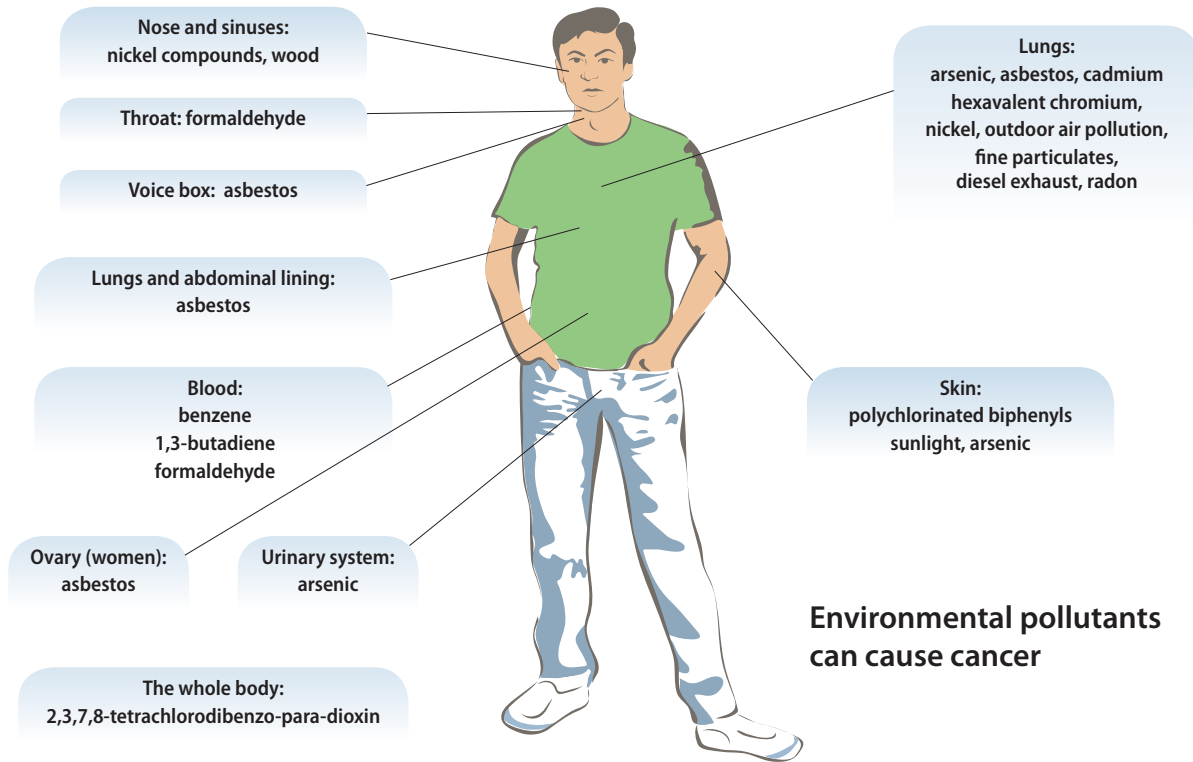 Nose and sinuses:
nickel compounds, wood
Throat: formaldehyde
Voice box:  asbestos
Lungs and abdominal lining:
asbestos
Blood:
benzene
1,3-butadiene
formaldehyde
Ovary (women):
asbestos
Urinary system:
arsenic
The whole body:
2,3,7,8-tetrachlorodibenzo-para-dioxin
Lungs:
arsenic, asbestos, cadmium
hexavalent chromium,
nickel, outdoor air pollution,
fine particulates,
diesel exhaust, radon
Skin:
polychlorinated biphenyls
sunlight, arsenic
Environmental pollutants
can cause cancer